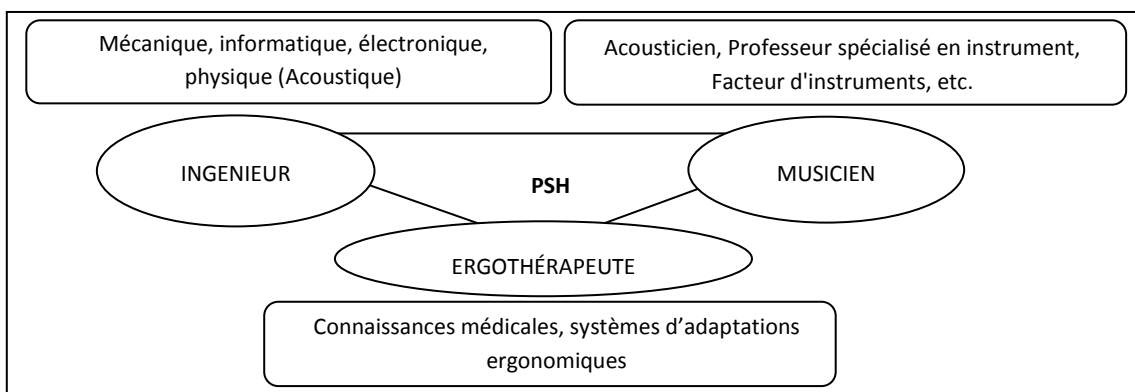 Mécanique, informatique, électronique,
physique (Acoustique)
Acousticien, Professeur spécialisé en instrument,
Facteur d'instruments, etc.
INGENIEUR
PSH
MUSICIEN
ERGOTHÉRAPEUTE
Connaissances médicales, systèmes d’adaptations
ergonomiques